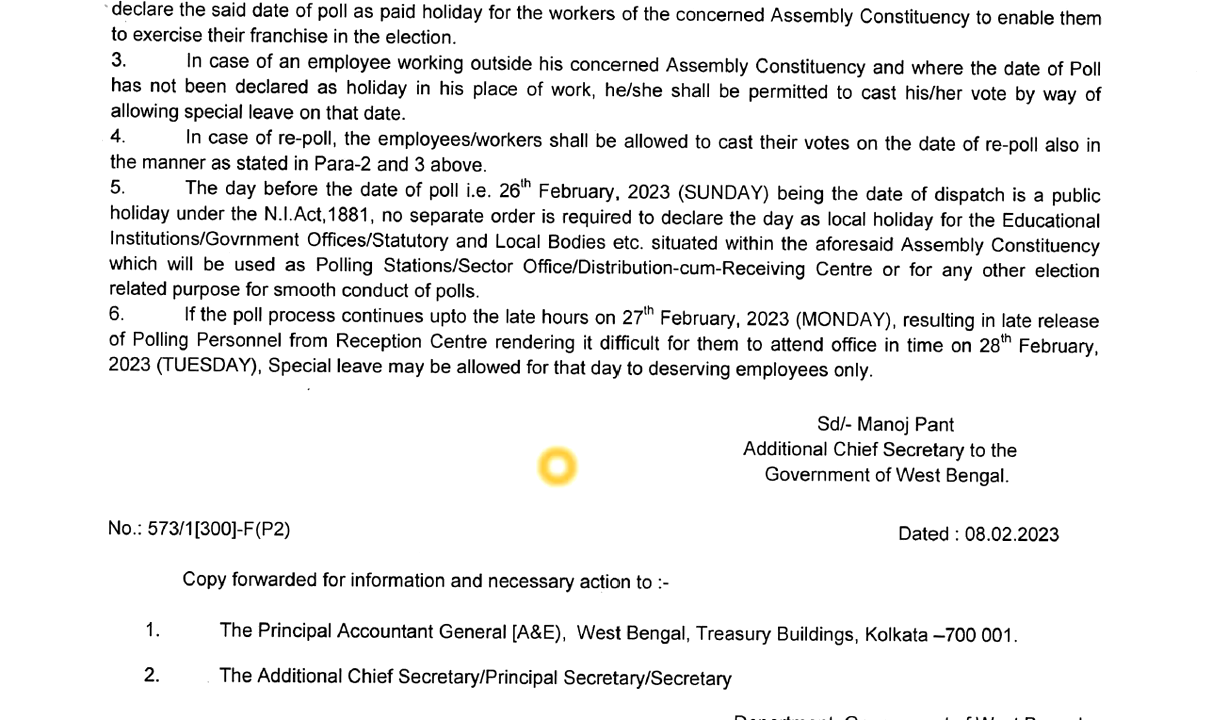 declare the said date of poll as paid holiday for the workers of the concerned Assembly Constituency to enable them
to exercise their franchise in the election.
3. In case of an employee working outside his concerned Assembly Constituency and where the date of Poll
has not been declared as holiday in his place of work, he/she shall be permitted to cast his/her vote by way of
allowing special leave on that date.
4. In case of re-poll, the employees/workers shall be allowed to cast their votes on the date of re-poll also in
the manner as stated in Para-2 and 3 above.
5. The day before the date of poll i.e. 26th February, 2023 (SUNDAY) being the date of dispatch is a public
holiday under the N.I.Act,1881, no separate order is required to declare the day as local holiday for the Educational
Institutions/Govrnment Offices/Statutory and Local Bodies etc. situated within the aforesaid Assembly Constituency
which will be used as Polling Stations/Sector Office/Distribution-cum-Receiving Centre or for any other election
related purpose for smooth conduct of polls.
6. If the poll process continues upto the late hours on 27th February, 2023 (MONDAY), resulting in late release
of Polling Personnel from Reception Centre rendering it difficult for them to attend office in time on 28th February,
2023 (TUESDAY), Special leave may be allowed for that day to deserving employees only.
Sd/- Manoj Pant
Additional Chief Secretary to the
Government of West Bengal.
No.: 573/1[300]-F(P2) Dated : 08.02.2023
Copy forwarded for information and necessary action to :-
1. The Principal Accountant General [A&E), West Bengal, Treasury Buildings, Kolkata –700 001.
2. The Additional Chief Secretary/Principal Secretary/Secretary